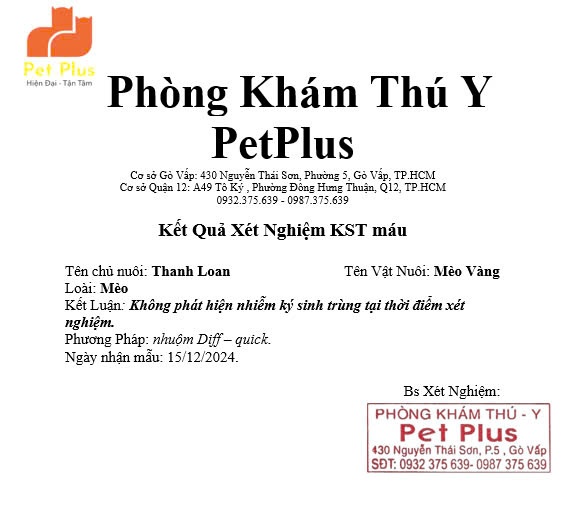 Pet Plus
Hiện Đại - Tận Tâm
Phòng Khám Thú Y
PetPlus
Cơ sở Gò Vấp: 430 Nguyễn Thái Sơn, Phường 5, Gò Vấp, TP.HCM
Cơ sở Quận 12: A49 Tô Ký , Phường Đông Hưng Thuận, Q12, TP.HCM
0932.375.639 - 0987.375.639
Kết Quả Xét Nghiệm KST máu
Tên chủ nuôi: Thanh Loan Tên Vật Nuôi: Mèo Vàng
Loài: Mèo
Kết Luận: Không phát hiện nhiễm ký sinh trùng tại thời điểm xét
nghiệm.
Phương Pháp: nhuộm Diff – quick.
Ngày nhận mẫu: 15/12/2024.
Bs Xét Nghiệm:
PHÒNG KHÁM THÚ - Y
Pet Plus
430 Nguyễn Thái Sơn, P.5 , Gò Vấp
SĐT: 0932 375 639- 0987 375 639